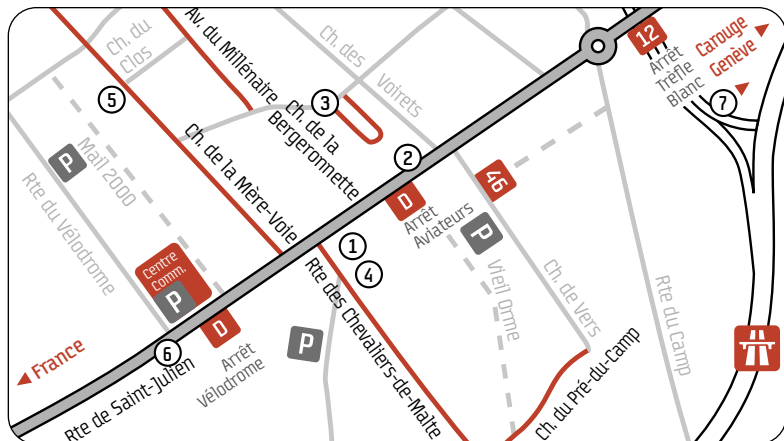 Ch. du
Clos
Av. du Millénaire
Ch. des
Voirets
12
Arrêt
Trèfle
Blanc
Carouge
Genève
7
5
3
Ch. de la
Bergeronnette
2
P
Mail 2000
Ch. de la Mère-Voie
D
Arrêt
Aviateurs
46
P
Rte du Vélodrome
Centre
Comm.
P
1
4
Vieil Orme
Ch. de Vers
Rte du Camp
D
Arrêt
Vélodrome
P
Rte des Chevaliers-de-Malte
6
France
Rte de Saint-Julien
Ch. du Pré-du-Camp